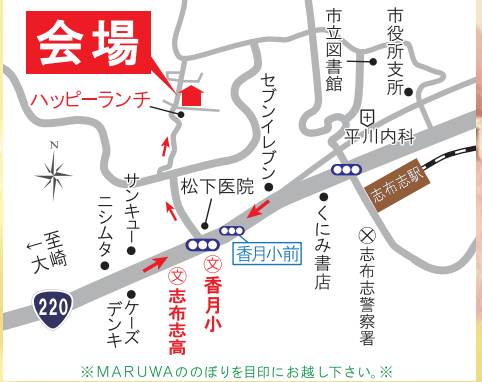 会場
ハッピーランチ
市立図書館
市役所支所
平川内科
セブンイレブン
志布志駅
N
松下医院
サンキュー
ニシムタ
香月小前
くにみ書店
志布志警察署
←至大崎
文 香月小
文 志布志高
220
ケーズデンキ
※MARUWAののぼりを目印にお越し下さい。※